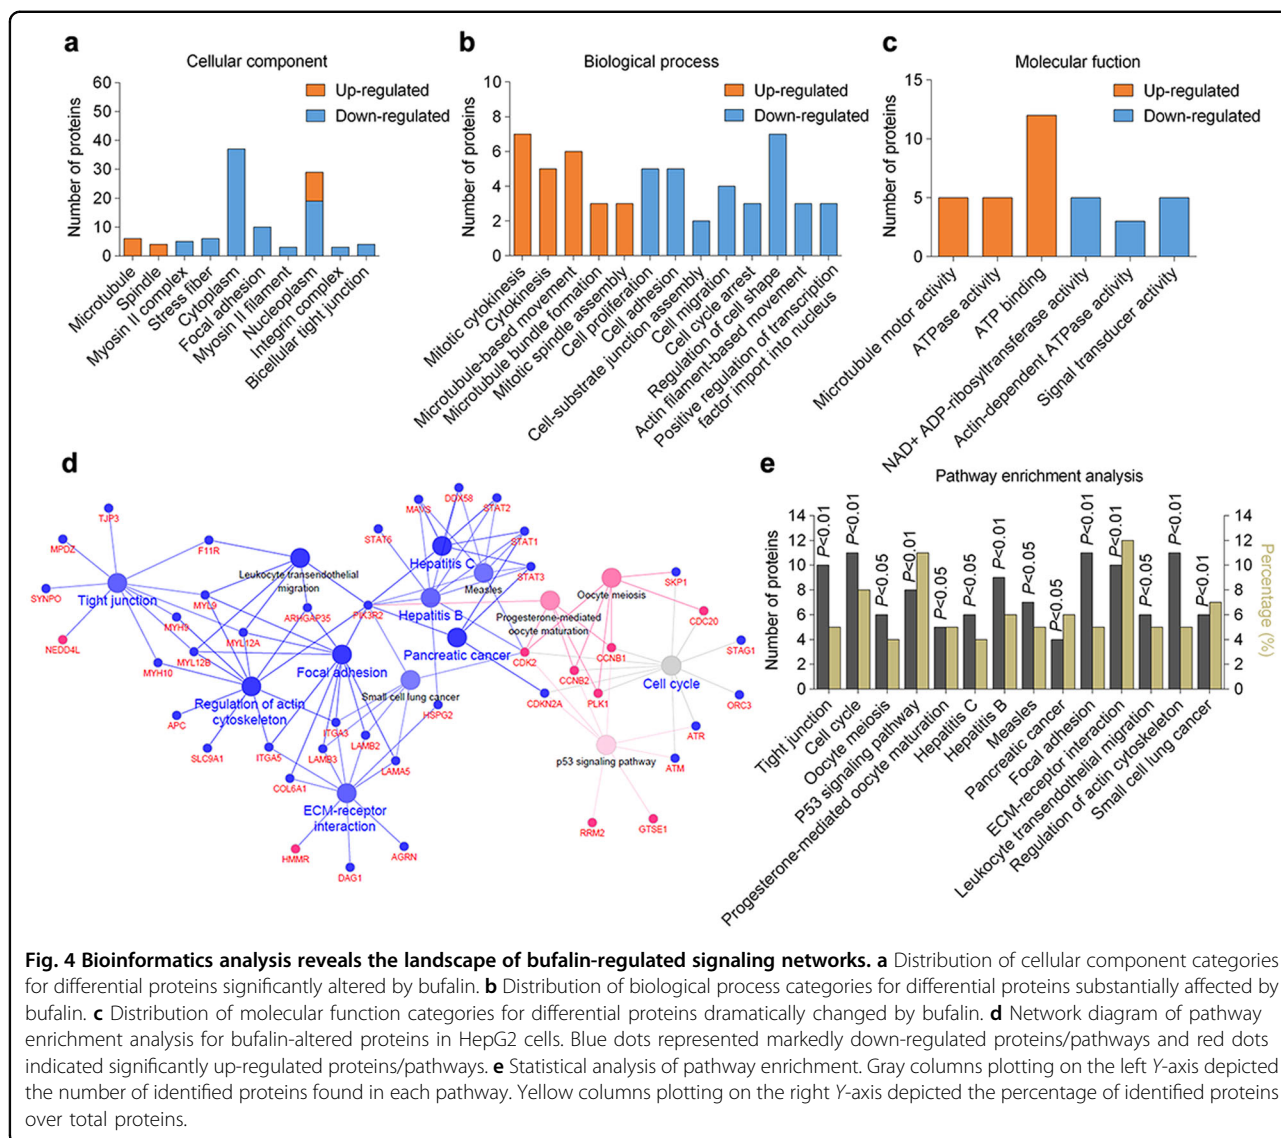 a
Cellular component
Number of proteins
60
50
40
30
20
10
0
Up-regulated
Down-regulated
Microtubule
Spindle
Myosin II complex
Stress fiber
Cytoplasm
Focal adhesion
Myosin II filament
Nucleoplasm
Integrin complex
Bicellular tight junction
b
Biological process
Number of proteins
10
8
6
4
2
0
Up-regulated
Down-regulated
Mitotic cytokinesis
Cytokinesis
Microtubule-based movement
Microtubule bundle formation
Mitotic spindle assembly
Cell proliferation
Cell adhesion
Cell-substrate junction assembly
Cell migration
Cell cycle arrest
Regulation of cell shape
Actin filament-based movement
Positive regulation of transcription
factor import into nucleus
c
Molecular fuction
Number of proteins
15
10
5
0
Up-regulated
Down-regulated
Microtubule motor activity
ATPase activity
ATP binding
NAD+ ADP-ribosyltransferase activity
Actin-dependent ATPase activity
Signal transducer activity
d
TJP3
MPDZ
F11R
SYNPO
Tight junction
NEDD4L
Leukocyte transendothelial
migration
MYL9
MYH9
ARHGAP35
MYL12A
MYL12B
MYH10
Focal adhesion
Regulation of actin
cytoskeleton
APC
SLC9A1
ITGA5
ITGA3
LAMB3
LAMB2
COL6A1
LAMA5
HSPG2
Small cell lung cancer
ECM-receptor
interaction
HMMR
DAG1
AGRN
MAVS
DDX58
STAT2
STAT6
STAT1
STAT3
Hepatitis C
Measles
Hepatitis B
PIK3R2
Pancreatic cancer
Oocyte meiosis
SKP1
Progesterone-mediated
oocyte maturation
CDC20
CDK2
CCNB1
CCNB2
STAG1
Cell cycle
CDKN2A
PLK1
ORC3
ATR
p53 signaling pathway
ATM
RRM2
GTSE1
e
Pathway enrichment analysis
Number of proteins
14
12
10
8
6
4
2
0
P<0.01
P<0.01
P<0.05
P<0.01
P<0.05
P<0.05
P<0.01
P<0.05
P<0.05
P<0.01
P<0.01
P<0.05
P<0.01
P<0.01
14
12
10
8
6
4
2
0
Percentage (%)
Tight junction
Cell cycle
Oocyte meiosis
P53 signaling pathway
Progesterone-mediated oocyte maturation
Hepatitis C
Hepatitis B
Measles
Pancreatic cancer
Focal adhesion
ECM-receptor interaction
Leukocyte transendothelial migration
Regulation of actin cytoskeleton
Small cell lung cancer
Fig. 4 Bioinformatics analysis reveals the landscape of bufalin-regulated signaling networks. a Distribution of cellular component categories
for differential proteins significantly altered by bufalin. b Distribution of biological process categories for differential proteins substantially affected by
bufalin. c Distribution of molecular function categories for differential proteins dramatically changed by bufalin. d Network diagram of pathway
enrichment analysis for bufalin-altered proteins in HepG2 cells. Blue dots represented markedly down-regulated proteins/pathways and red dots
indicated significantly up-regulated proteins/pathways. e Statistical analysis of pathway enrichment. Gray columns plotting on the left Y-axis depicted
the number of identified proteins found in each pathway. Yellow columns plotting on the right Y-axis depicted the percentage of identified proteins
over total proteins.